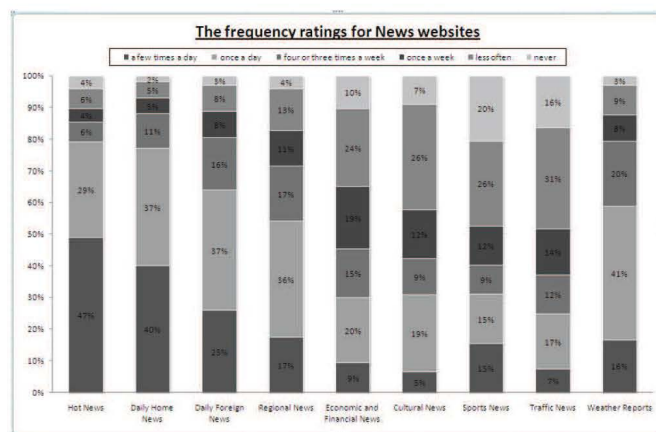 The frequency ratings for News websites
a few times a day once a day four or three times a week once a week less often never
100%
90%
80%
70%
60%
50%
40%
30%
20%
10%
0%
4% 2% 3% 4% 10% 7% 20% 16% 3%
6% 5% 8% 13% 24% 26% 26% 31% 9%
4% 5% 8% 11% 19% 12% 12% 14% 8%
6% 11% 16% 17% 15% 9% 9% 12% 20%
29% 37% 37% 36% 20% 19% 15% 17% 41%
47% 40% 25% 17% 9% 5% 15% 7% 16%
Hot News
Daily Home
News
Daily Foreign
News
Regional News
Economic and
Financial News
Cultural News
Sports News
Traffic News
Weather Reports